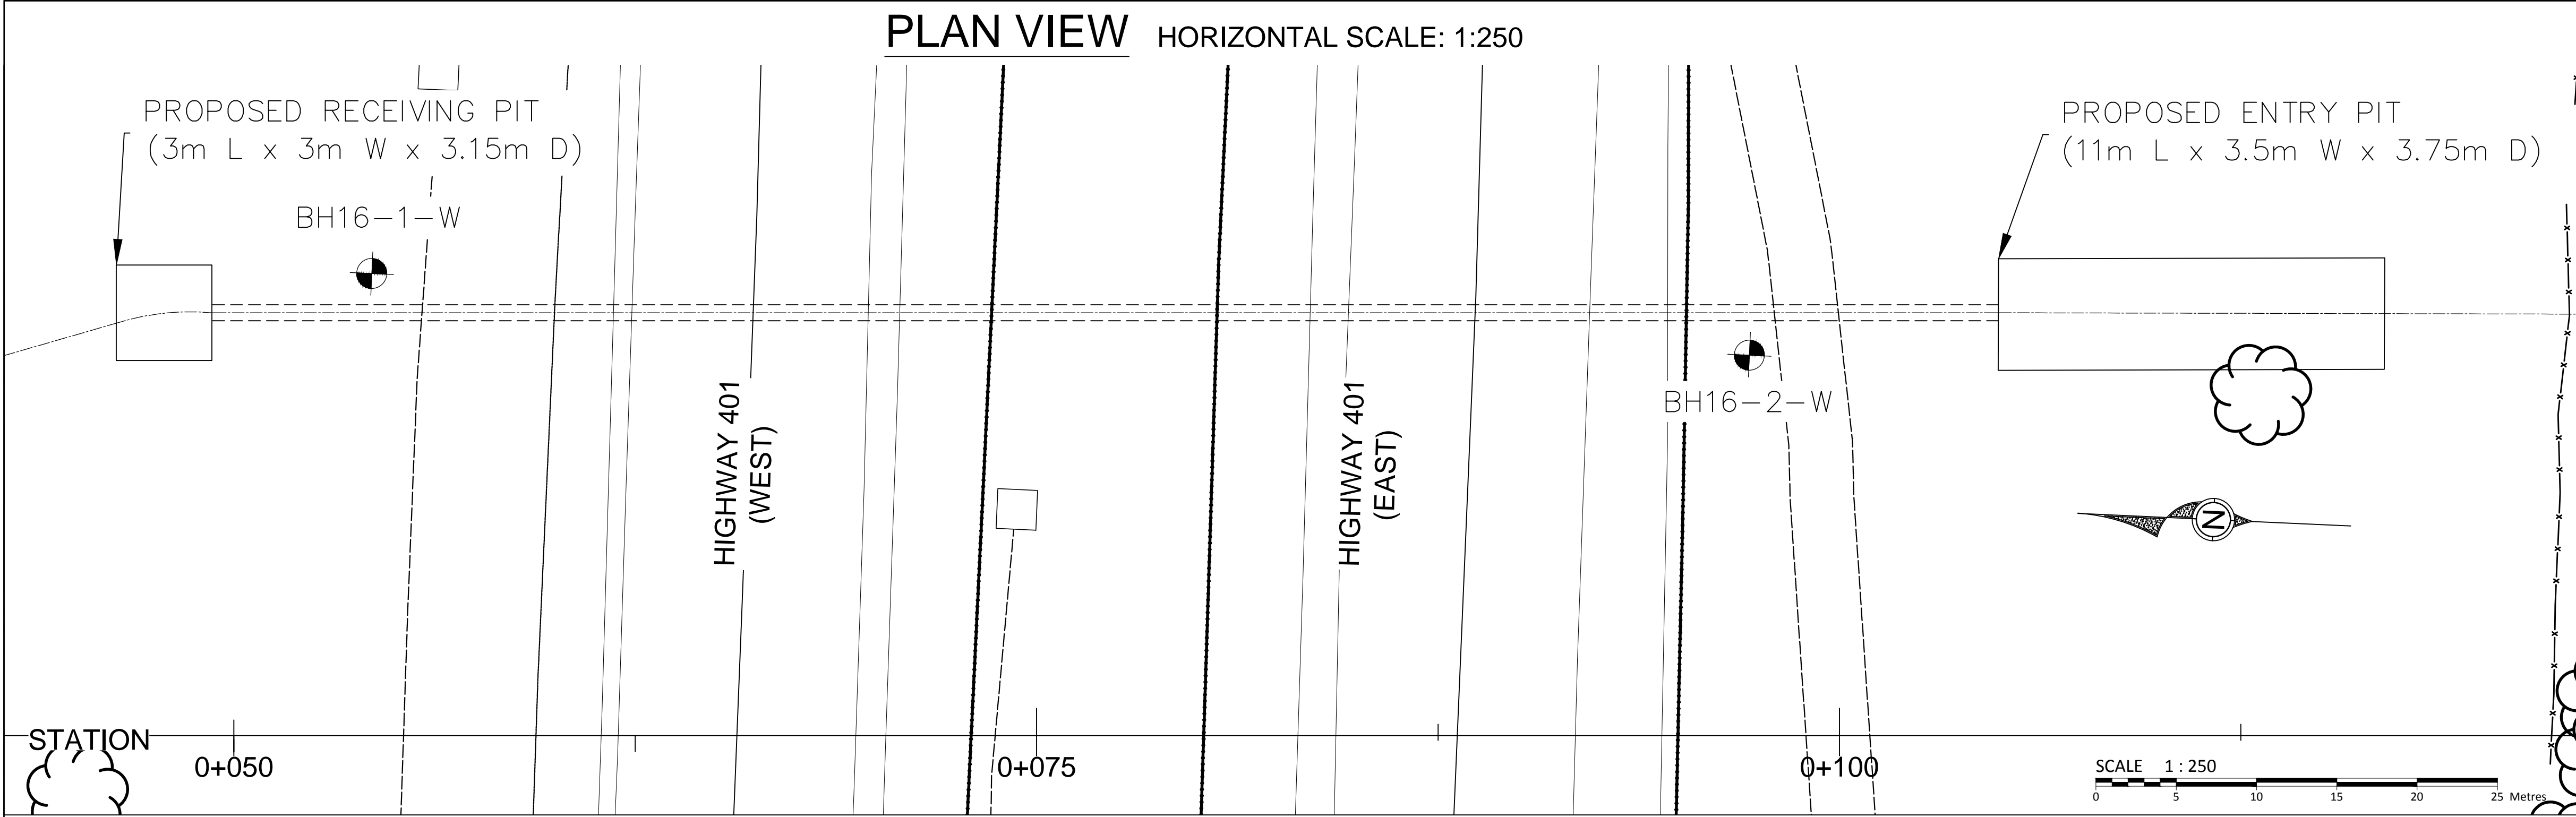 PLAN VIEW HORIZONTAL SCALE: 1:250
PROPOSED RECEIVING PIT
(3m L x 3m W x 3.15m D)
BH16-1-W
PROPOSED ENTRY PIT
(11m L x 3.5m W x 3.75m D)
HIGHWAY 401
(WEST)
HIGHWAY 401
(EAST)
BH16-2-W
N
STATION
0+050
0+075
0+100
SCALE 1 : 250
0 5 10 15 20 25 Metres